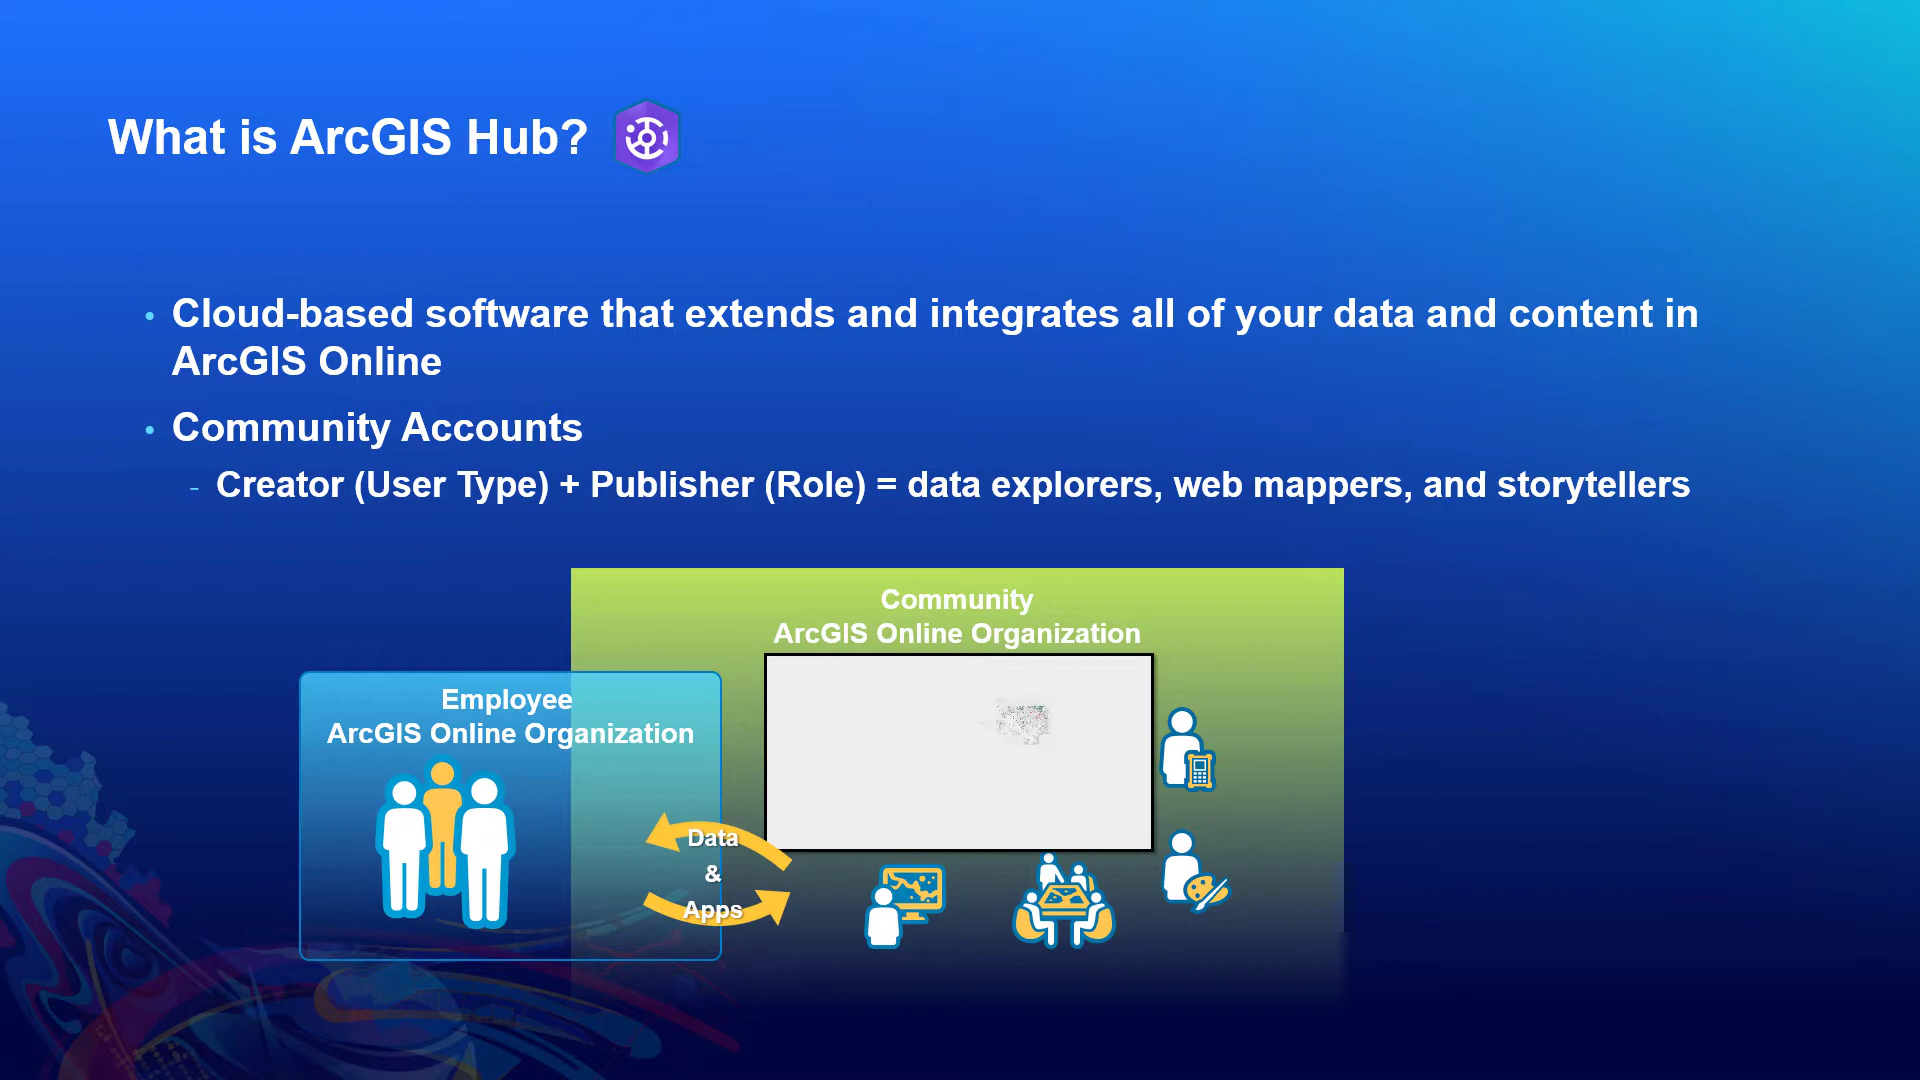 What is ArcGIS Hub?
• Cloud-based software that extends and integrates all of your data and content in
ArcGIS Online
• Community Accounts
- Creator (User Type) + Publisher (Role) = data explorers, web mappers, and storytellers
Community
ArcGIS Online Organization
Employee
ArcGIS Online Organization
Data
&
Apps